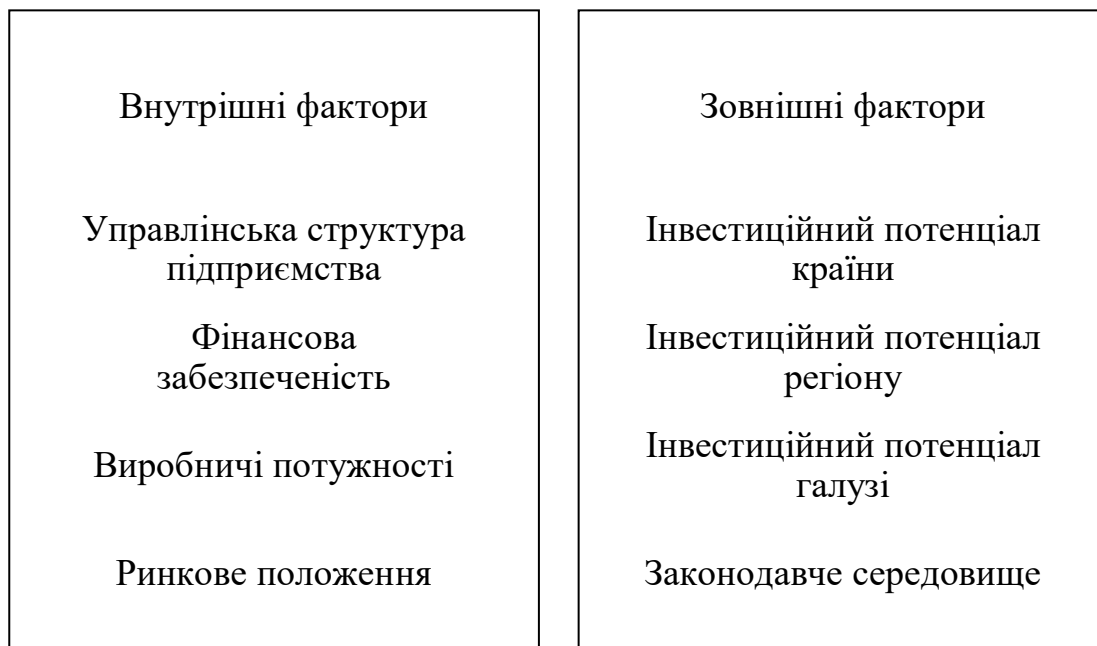 Внутрішні фактори
Управлінська структура
підприємства
Фінансова
забезпеченість
Виробничі потужності
Ринкове положення
Зовнішні фактори
Інвестиційний потенціал
країни
Інвестиційний потенціал
регіону
Інвестиційний потенціал
галузі
Законодавче середовище